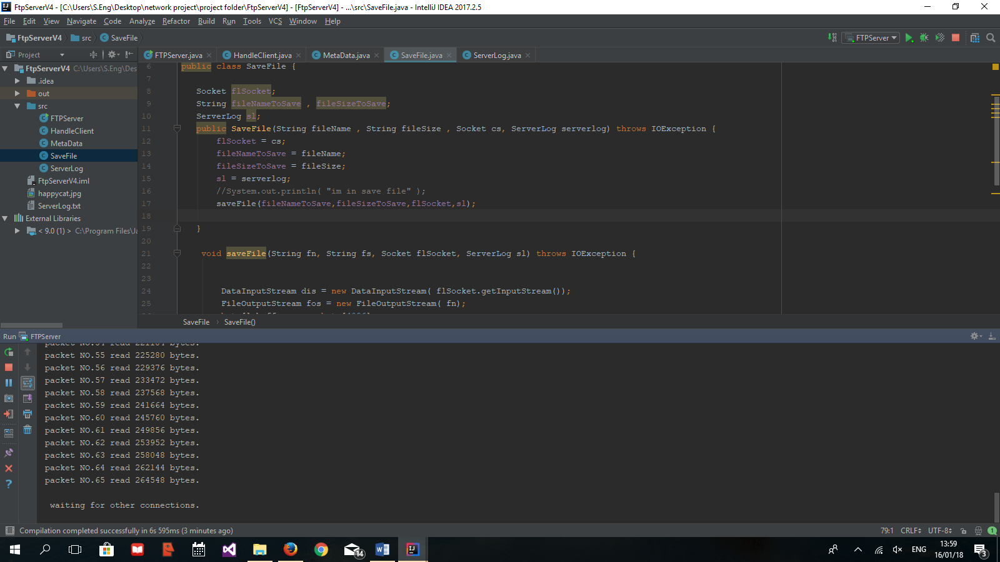 FtpServerV4 - [C:\Users\S.Eng\Desktop\network project\project folder\FtpServerV4] - [FtpServerV4] - ...\src\SaveFile.java - IntelliJ IDEA 2017.2.5
File Edit View Navigate Code Analyze Refactor Build Run Tools VCS Window Help
FtpServerV4 src SaveFile FTPServer
Project FTPServer.java HandleClient.java MetaData.java SaveFile.java ServerLog.java
FtpServerV4 C:\Users\S.Eng\Des
.idea
out
src
FTPServer
HandleClient
MetaData
SaveFile
ServerLog
FtpServerV4.iml
happycat.jpg
ServerLog.txt
External Libraries
< 9.0 (1) > C:\Program Files\Ja
6 public class SaveFile {
7
8 Socket flSocket;
9 String fileNameToSave , fileSizeToSave;
10 ServerLog sl;
11 public SaveFile(String fileName , String fileSize , Socket cs, ServerLog serverlog) throws IOException {
12 flSocket = cs;
13 fileNameToSave = fileName;
14 fileSizeToSave = fileSize;
15 sl = serverlog;
16 //System.out.println( "im in save file" );
17 saveFile(fileNameToSave,fileSizeToSave,flSocket,sl);
18
19 }
20
21 void saveFile(String fn, String fs, Socket flSocket, ServerLog sl) throws IOException {
22
23
24 DataInputStream dis = new DataInputStream( flSocket.getInputStream());
25 FileOutputStream fos = new FileOutputStream( fn);
SaveFile SaveFile()
Run FTPServer
packet NO.54 read 221184 bytes.
packet NO.55 read 225280 bytes.
packet NO.56 read 229376 bytes.
packet NO.57 read 233472 bytes.
packet NO.58 read 237568 bytes.
packet NO.59 read 241664 bytes.
packet NO.60 read 245760 bytes.
packet NO.61 read 249856 bytes.
packet NO.62 read 253952 bytes.
packet NO.63 read 258048 bytes.
packet NO.64 read 262144 bytes.
packet NO.65 read 264548 bytes.
waiting for other connections.
Compilation completed successfully in 6s 595ms (3 minutes ago) 79:1 CRLF UTF-8 1
14 ENG 13:59
16/01/18 3